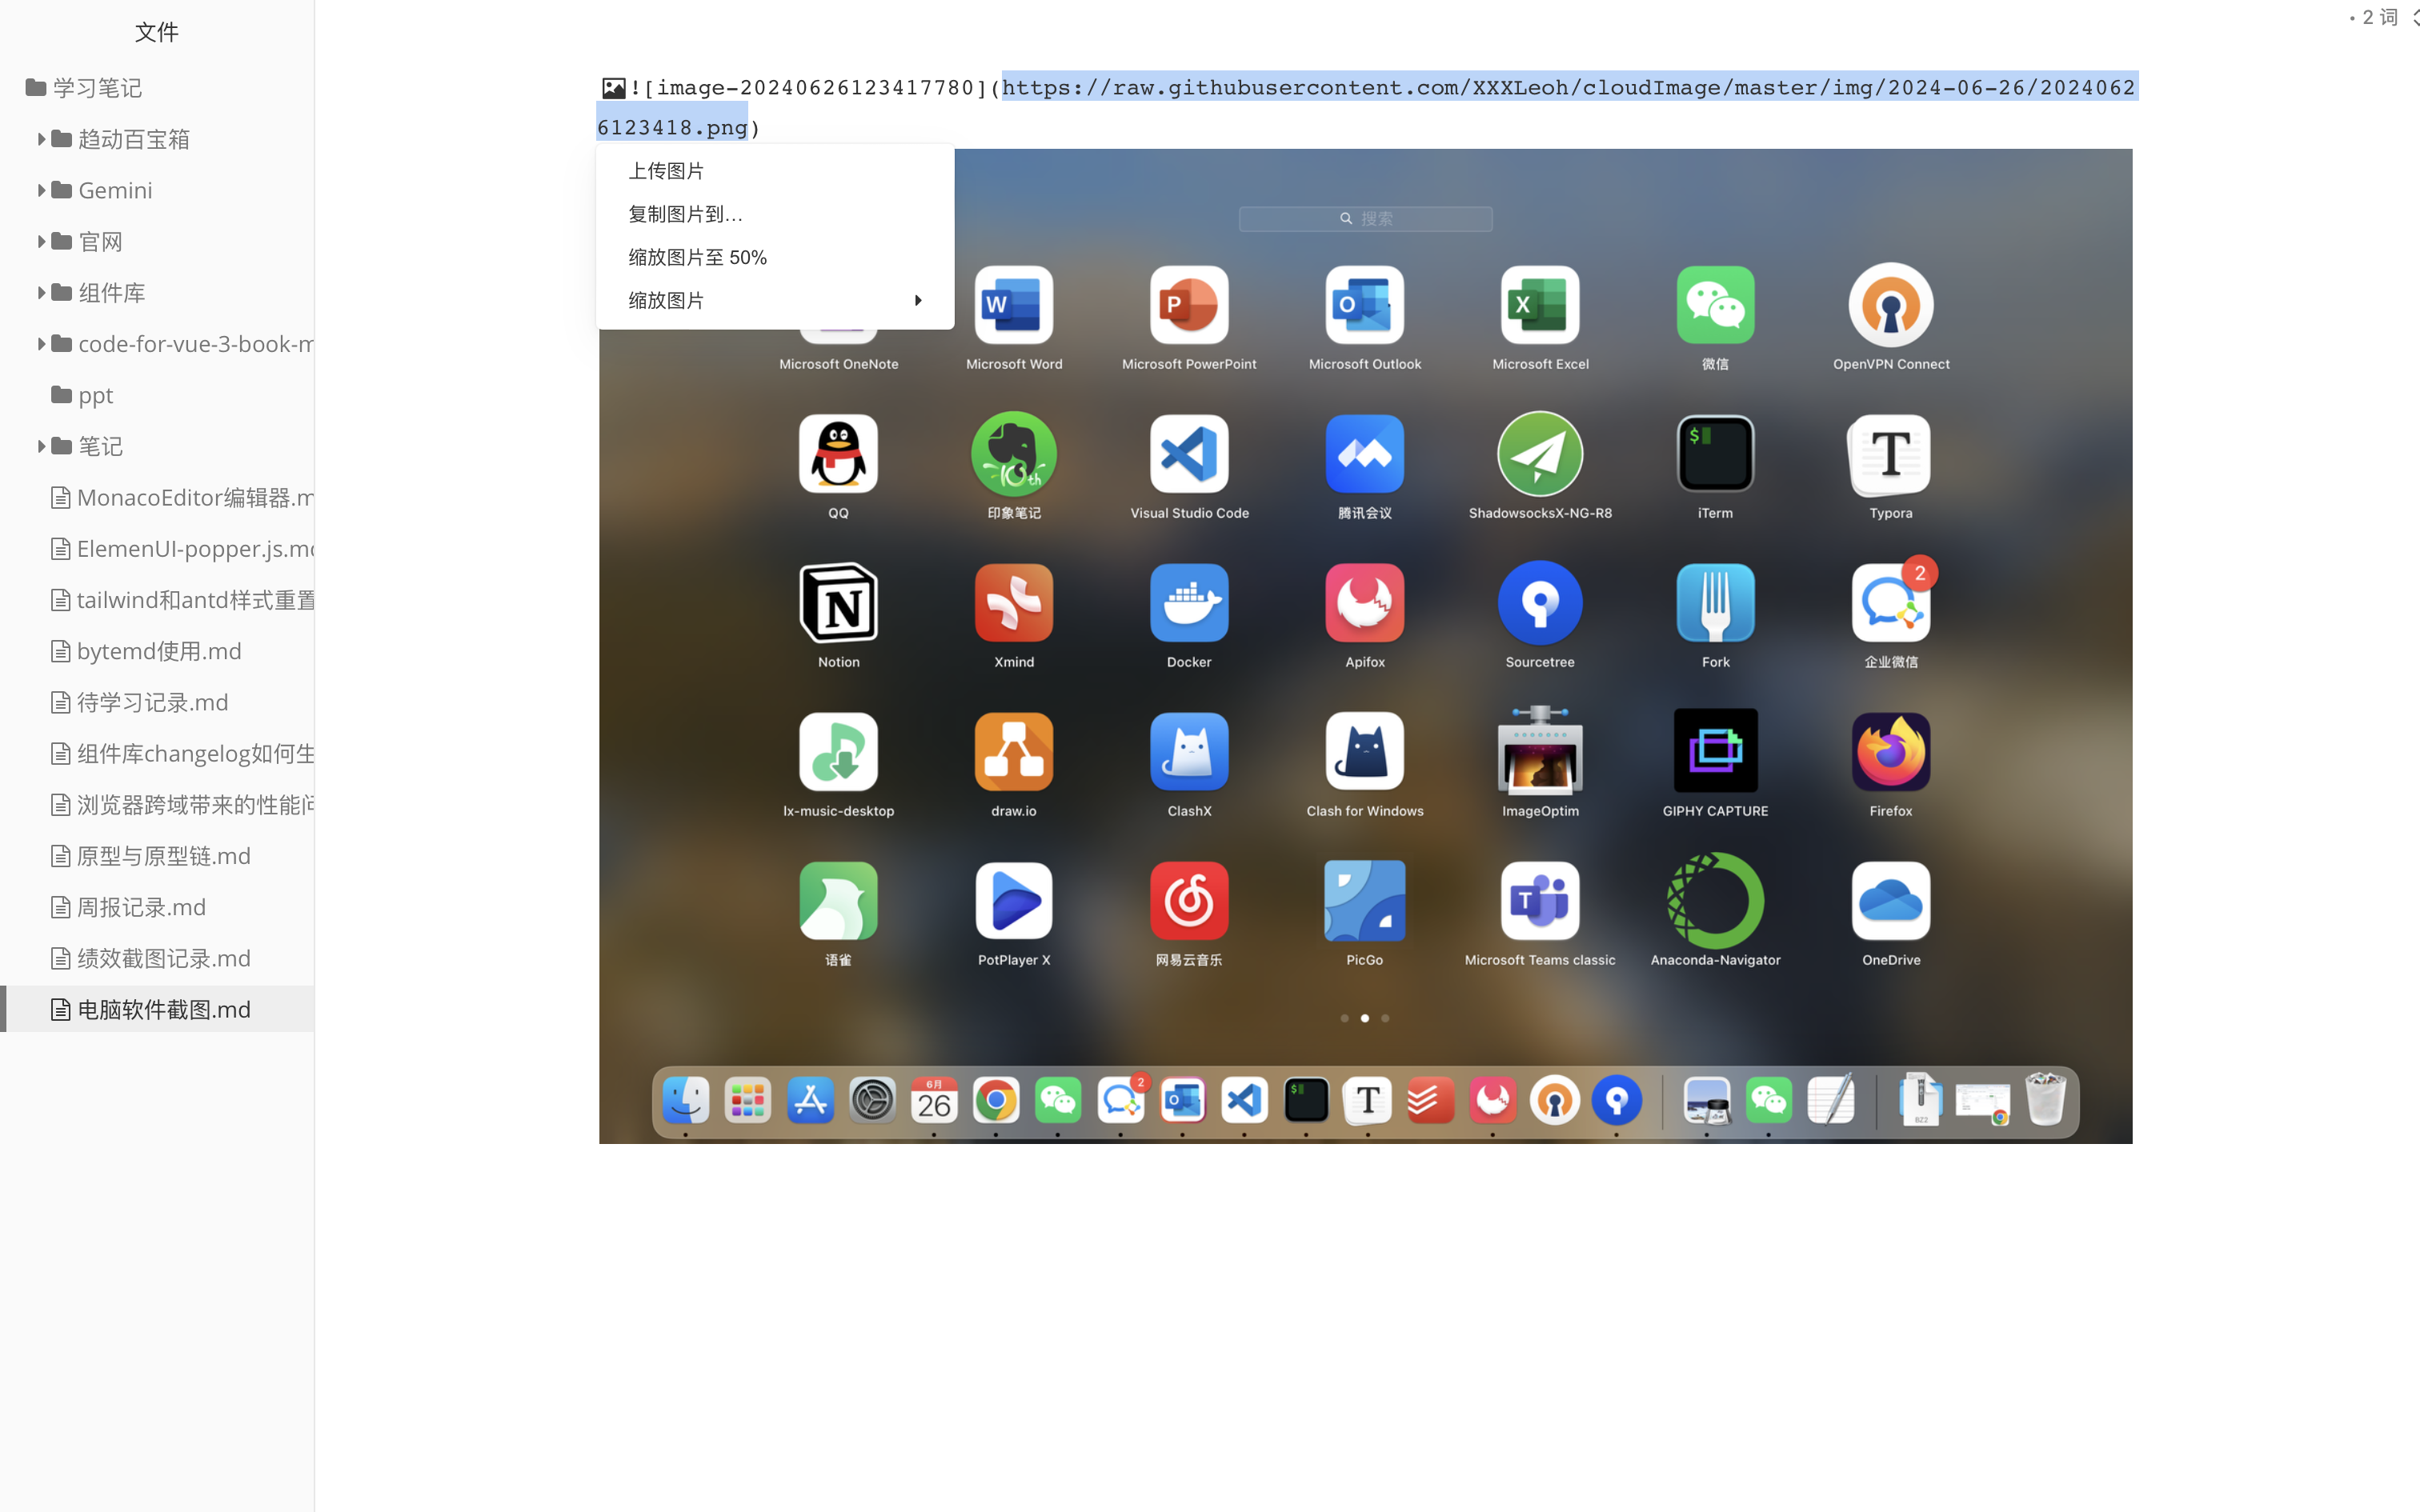 文件
学习笔记
趋动百宝箱
Gemini
官网
组件库
code-for-vue-3-book-m
ppt
笔记
MonacoEditor编辑器.m
ElemenUI-popper.js.md
tailwind和antd样式重置
bytemd使用.md
待学习记录.md
组件库changelog如何生
浏览器跨域带来的性能问
原型与原型链.md
周报记录.md
绩效截图记录.md
电脑软件截图.md
• 2 词
![image-20240626123417780](https://raw.githubusercontent.com/XXXLeoh/cloudImage/master/img/2024-06-26/2024062
6123418.png)
上传图片
复制图片到...
缩放图片至 50%
缩放图片
搜索
Microsoft OneNote Microsoft Word Microsoft PowerPoint Microsoft Outlook Microsoft Excel 微信 OpenVPN Connect
QQ 印象笔记 Visual Studio Code 腾讯会议 ShadowsocksX-NG-R8 iTerm Typora
2
Notion Xmind Docker Apifox Sourcetree Fork 企业微信
lx-music-desktop draw.io ClashX Clash for Windows ImageOptim GIPHY CAPTURE Firefox
语雀 PotPlayer X 网易云音乐 PicGo Microsoft Teams classic Anaconda-Navigator OneDrive
6月
26
2
BZ2